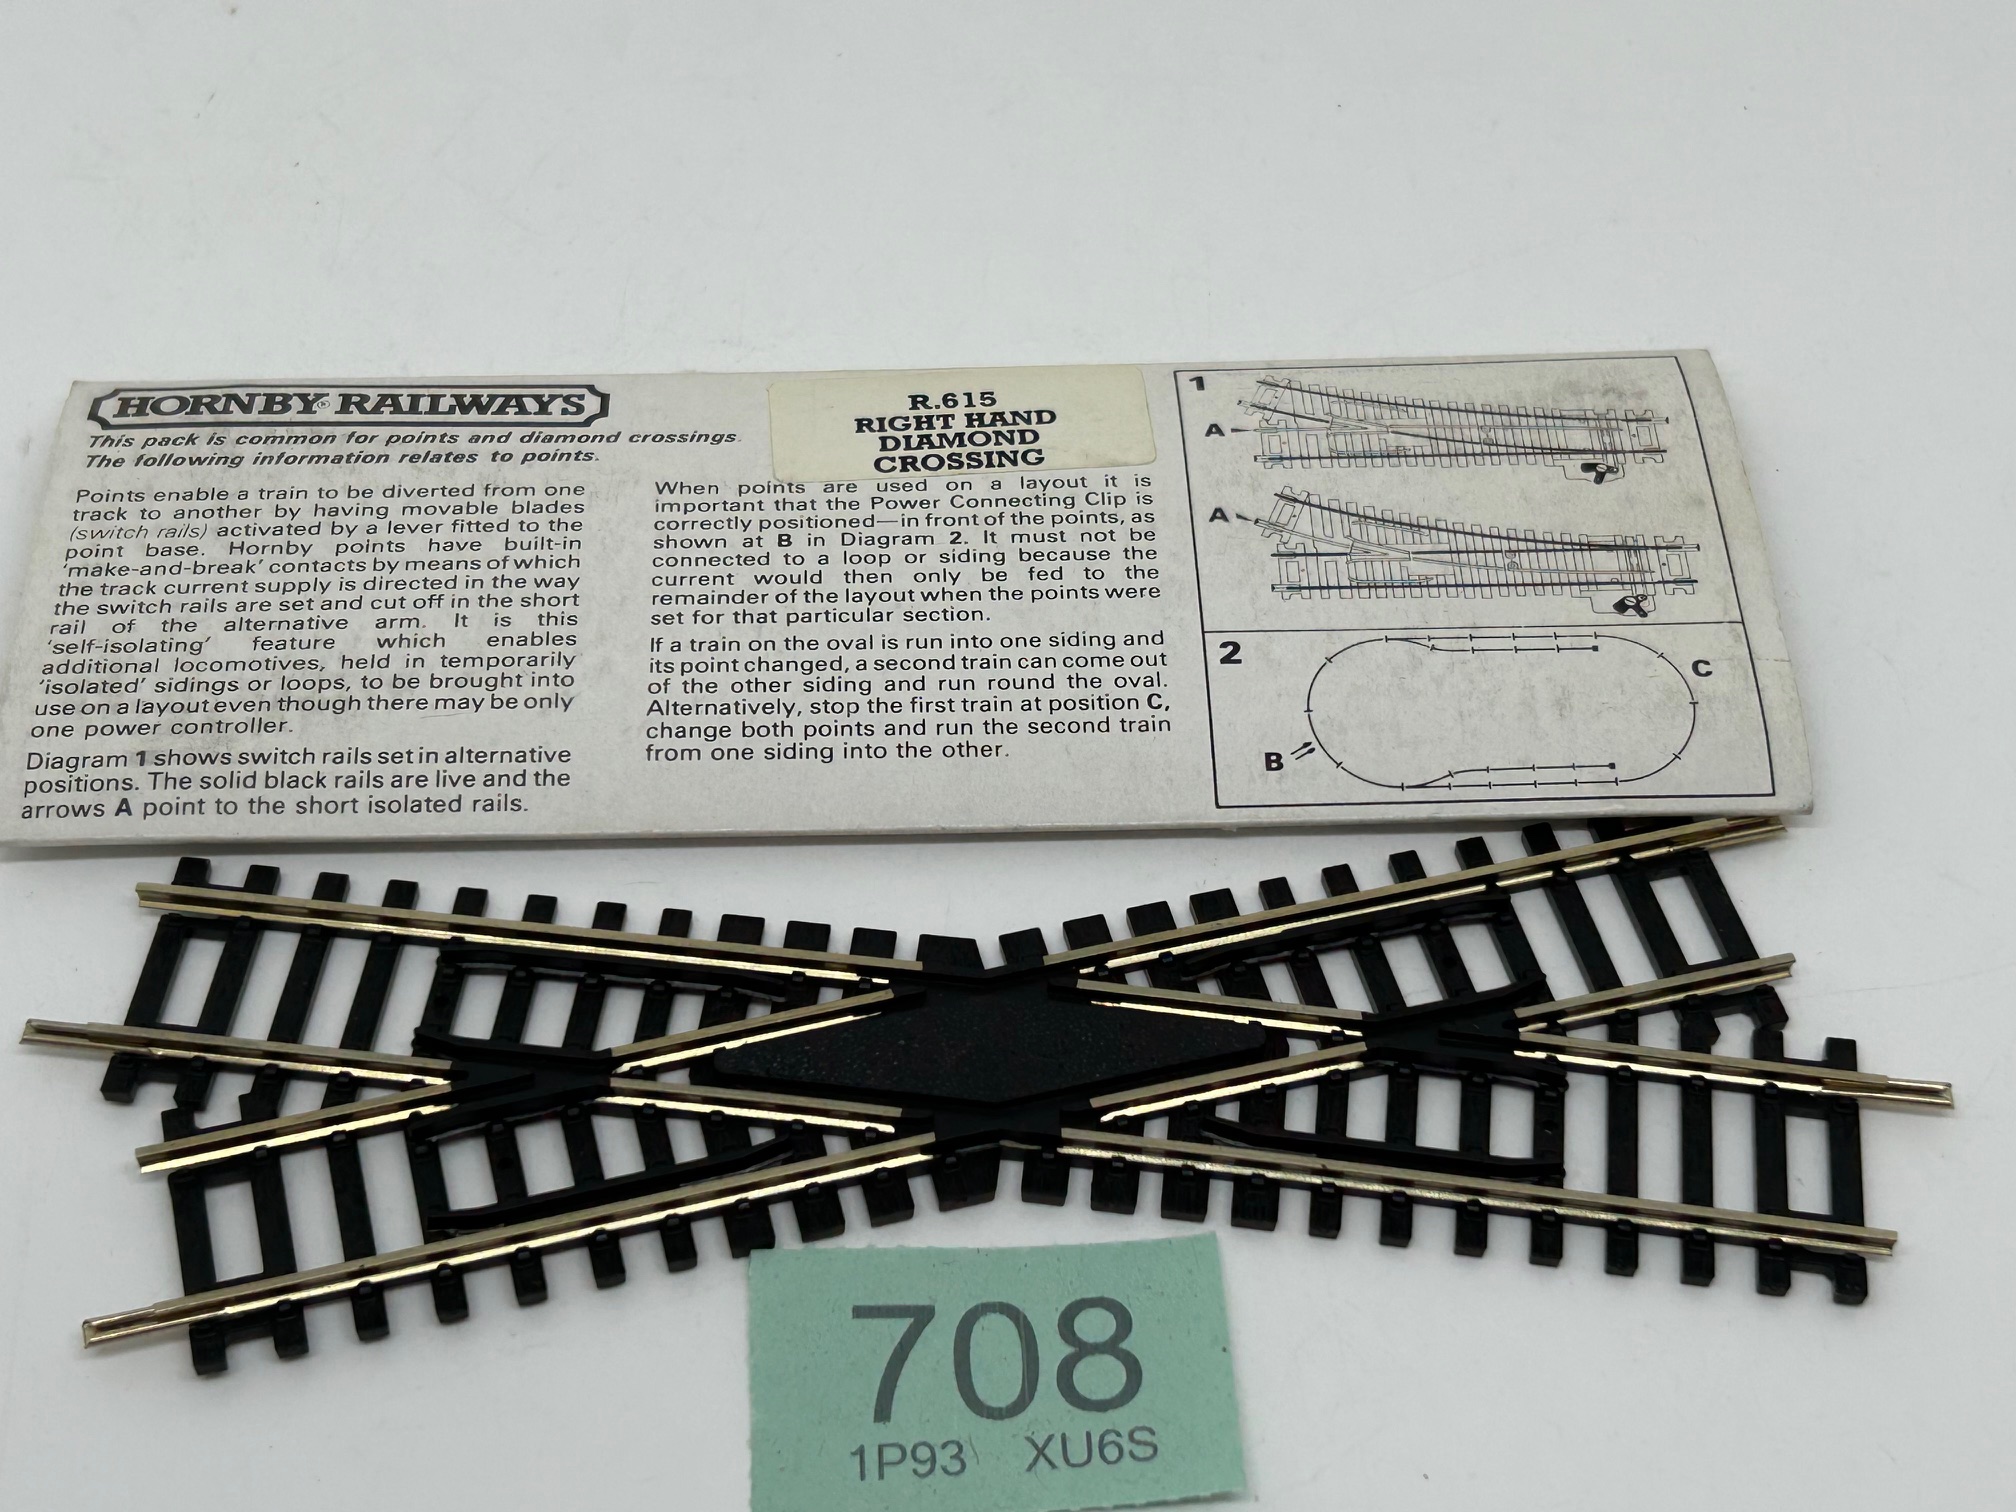 HORNBY® RAILWAYS
This pack is common for points and diamond crossings.
The following information relates to points.
Points enable a train to be diverted from one
track to another by having movable blades
(switch rails) activated by a lever fitted to the
point base. Hornby points have built-in
'make-and-break' contacts by means of which
the track current supply is directed in the way
the switch rails are set and cut off in the short
rail of the alternative arm. It is this
'self-isolating' feature which enables
additional locomotives, held in temporarily
'isolated' sidings or loops, to be brought into
use on a layout even though there may be only
one power controller.
Diagram 1 shows switch rails set in alternative
positions. The solid black rails are live and the
arrows A point to the short isolated rails.
R.615
RIGHT HAND
DIAMOND
CROSSING
When points are used on a layout it is
important that the Power Connecting Clip is
correctly positioned—in front of the points, as
shown at B in Diagram 2. It must not be
connected to a loop or siding because the
current would then only be fed to the
remainder of the layout when the points were
set for that particular section.
If a train on the oval is run into one siding and
its point changed, a second train can come out
of the other siding and run round the oval.
Alternatively, stop the first train at position C,
change both points and run the second train
from one siding into the other.
1
A
A
2
C
B
708
1P93 XU6S